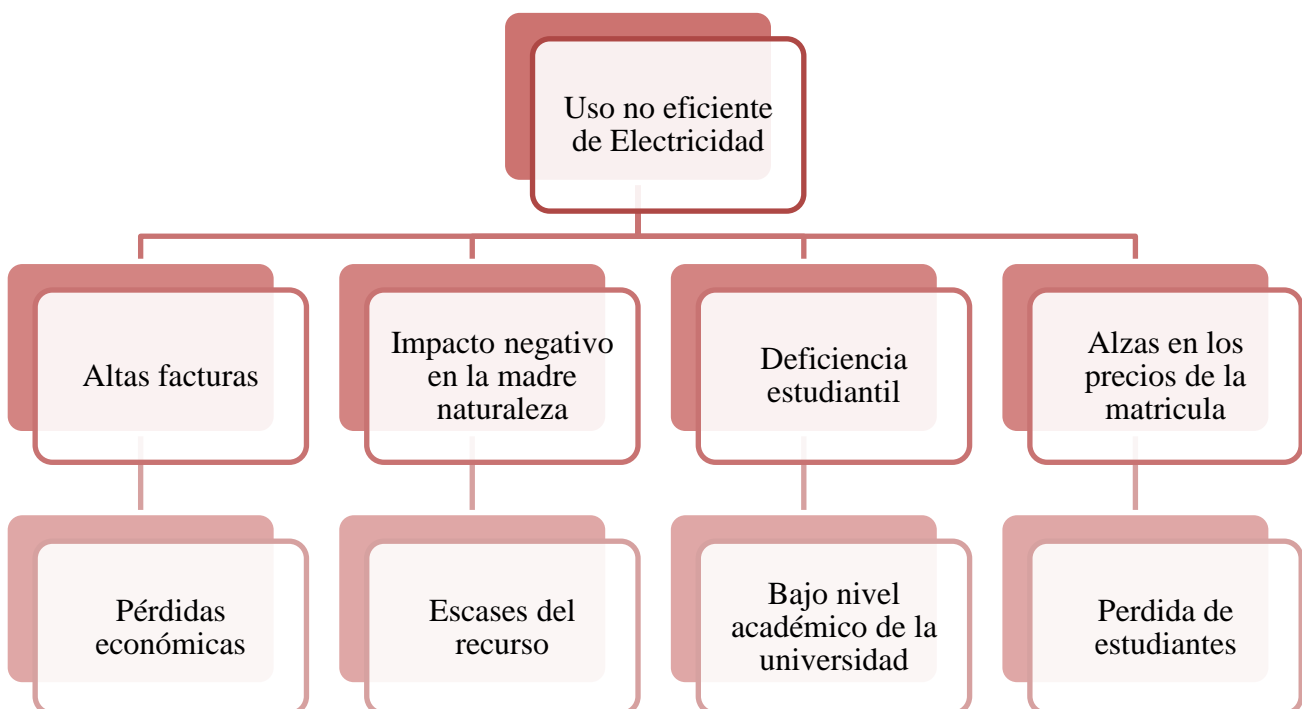 Uso no eficiente
de Electricidad
Altas facturas
Impacto negativo
en la madre
naturaleza
Deficiencia
estudiantil
Alzas en los
precios de la
matricula
Pérdidas
económicas
Escases del
recurso
Bajo nivel
académico de la
universidad
Perdida de
estudiantes